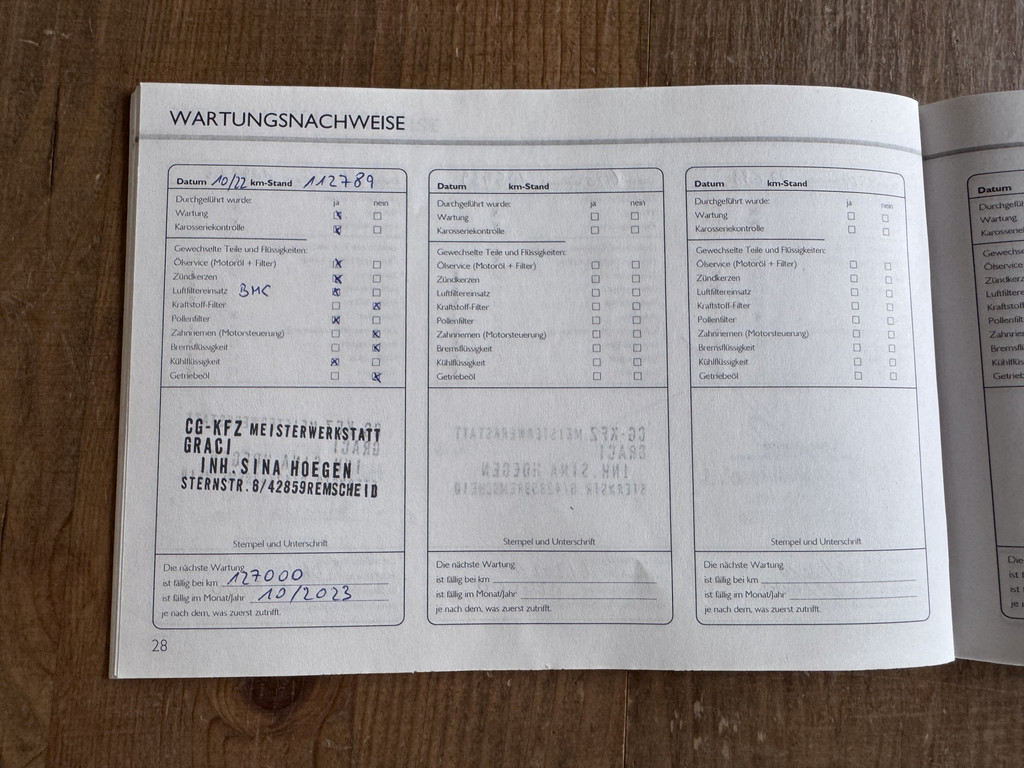 WARTUNGSNACHWEISE
Datum 10/22 km-Stand 112789
Durchgeführt wurde: ja nein
Wartung
Karosseriekontrolle
Gewechselte Teile und Flüssigkeiten:
Ölservice (Motoröl + Filter)
Zündkerzen
Luftfiltereinsatz BMC
Kraftstoff-Filter
Pollenfilter
Zahnriemen (Motorsteuerung)
Bremsflüssigkeit
Kühlflüssigkeit
Getriebeöl
CG-KFZ MEISTERWERKSTATT
GRACI
INH. SINA HOEGEN
STERNSTR.8/42859REMSCHEID
Stempel und Unterschrift
Die nächste Wartung
ist fällig bei km 127000
ist fällig im Monat/Jahr 10/2023
je nach dem, was zuerst zutrifft.
28
Datum km-Stand
Durchgeführt wurde: ja nein
Wartung
Karosseriekontrolle
Gewechselte Teile und Flüssigkeiten:
Ölservice (Motoröl + Filter)
Zündkerzen
Luftfiltereinsatz
Kraftstoff-Filter
Pollenfilter
Zahnriemen (Motorsteuerung)
Bremsflüssigkeit
Kühlflüssigkeit
Getriebeöl
Stempel und Unterschrift
Die nächste Wartung
ist fällig bei km
ist fällig im Monat/Jahr
je nach dem, was zuerst zutrifft.
Datum km-Stand
Durchgeführt wurde: ja nein
Wartung
Karosseriekontrolle
Gewechselte Teile und Flüssigkeiten:
Ölservice (Motoröl + Filter)
Zündkerzen
Luftfiltereinsatz
Kraftstoff-Filter
Pollenfilter
Zahnriemen (Motorsteuerung)
Bremsflüssigkeit
Kühlflüssigkeit
Getriebeöl
Stempel und Unterschrift
Die nächste Wartung
ist fällig bei km
ist fällig im Monat/Jahr
je nach dem, was zuerst zutrifft.
Datum
Wartung